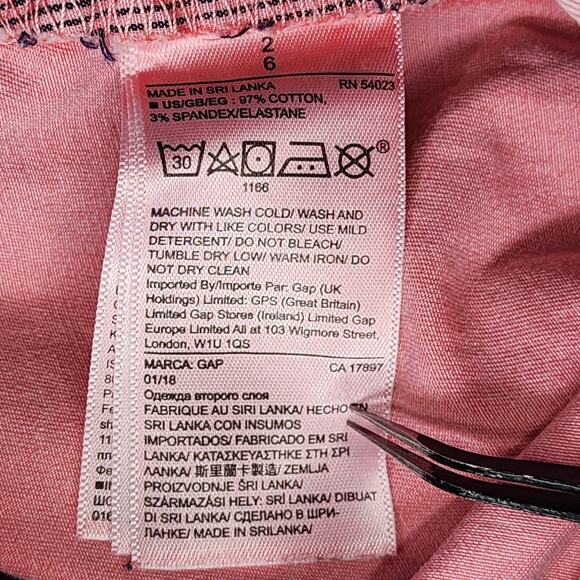 2
6
MADE IN SRI LANKA RN 54023
■ US/GB/EG : 97% COTTON,
3% SPANDEX/ELASTANE
30
®
1166
MACHINE WASH COLD/ WASH AND
DRY WITH LIKE COLORS/ USE MILD
DETERGENT/ DO NOT BLEACH/
TUMBLE DRY LOW/ WARM IRON/ DO
NOT DRY CLEAN
Imported By/Importe Par: Gap (UK
Holdings) Limited: GPS (Great Britain)
Limited Gap Stores (Ireland) Limited Gap
Europe Limited All at 103 Wigmore Street,
London, W1U 1QS
MARCA: GAP CA 17897
01/18
Одежда второго слоя
FABRIQUE AU SIRI LANKA/ HECHO EN
SRI LANKA CON INSUMOS
IMPORTADOS/ FABRICADO EM SRI
LANKA/ ΚΑΤΑΣΚΕΥΑΣΤΗΚΕ ΣΤΗ ΣΡΙ
ΛΑΝΚΑ/ 斯里蘭卡製造/ ZEMLJA
PROIZVODNJE ŠRI LANKA/
SZÁRMAZÁSI HELY: SRÍ LANKA/ DIBUAT
DI SRI LANKA/ СДЕЛАНО В ШРИ-
ЛАНКЕ/ MADE IN SRILANKA/